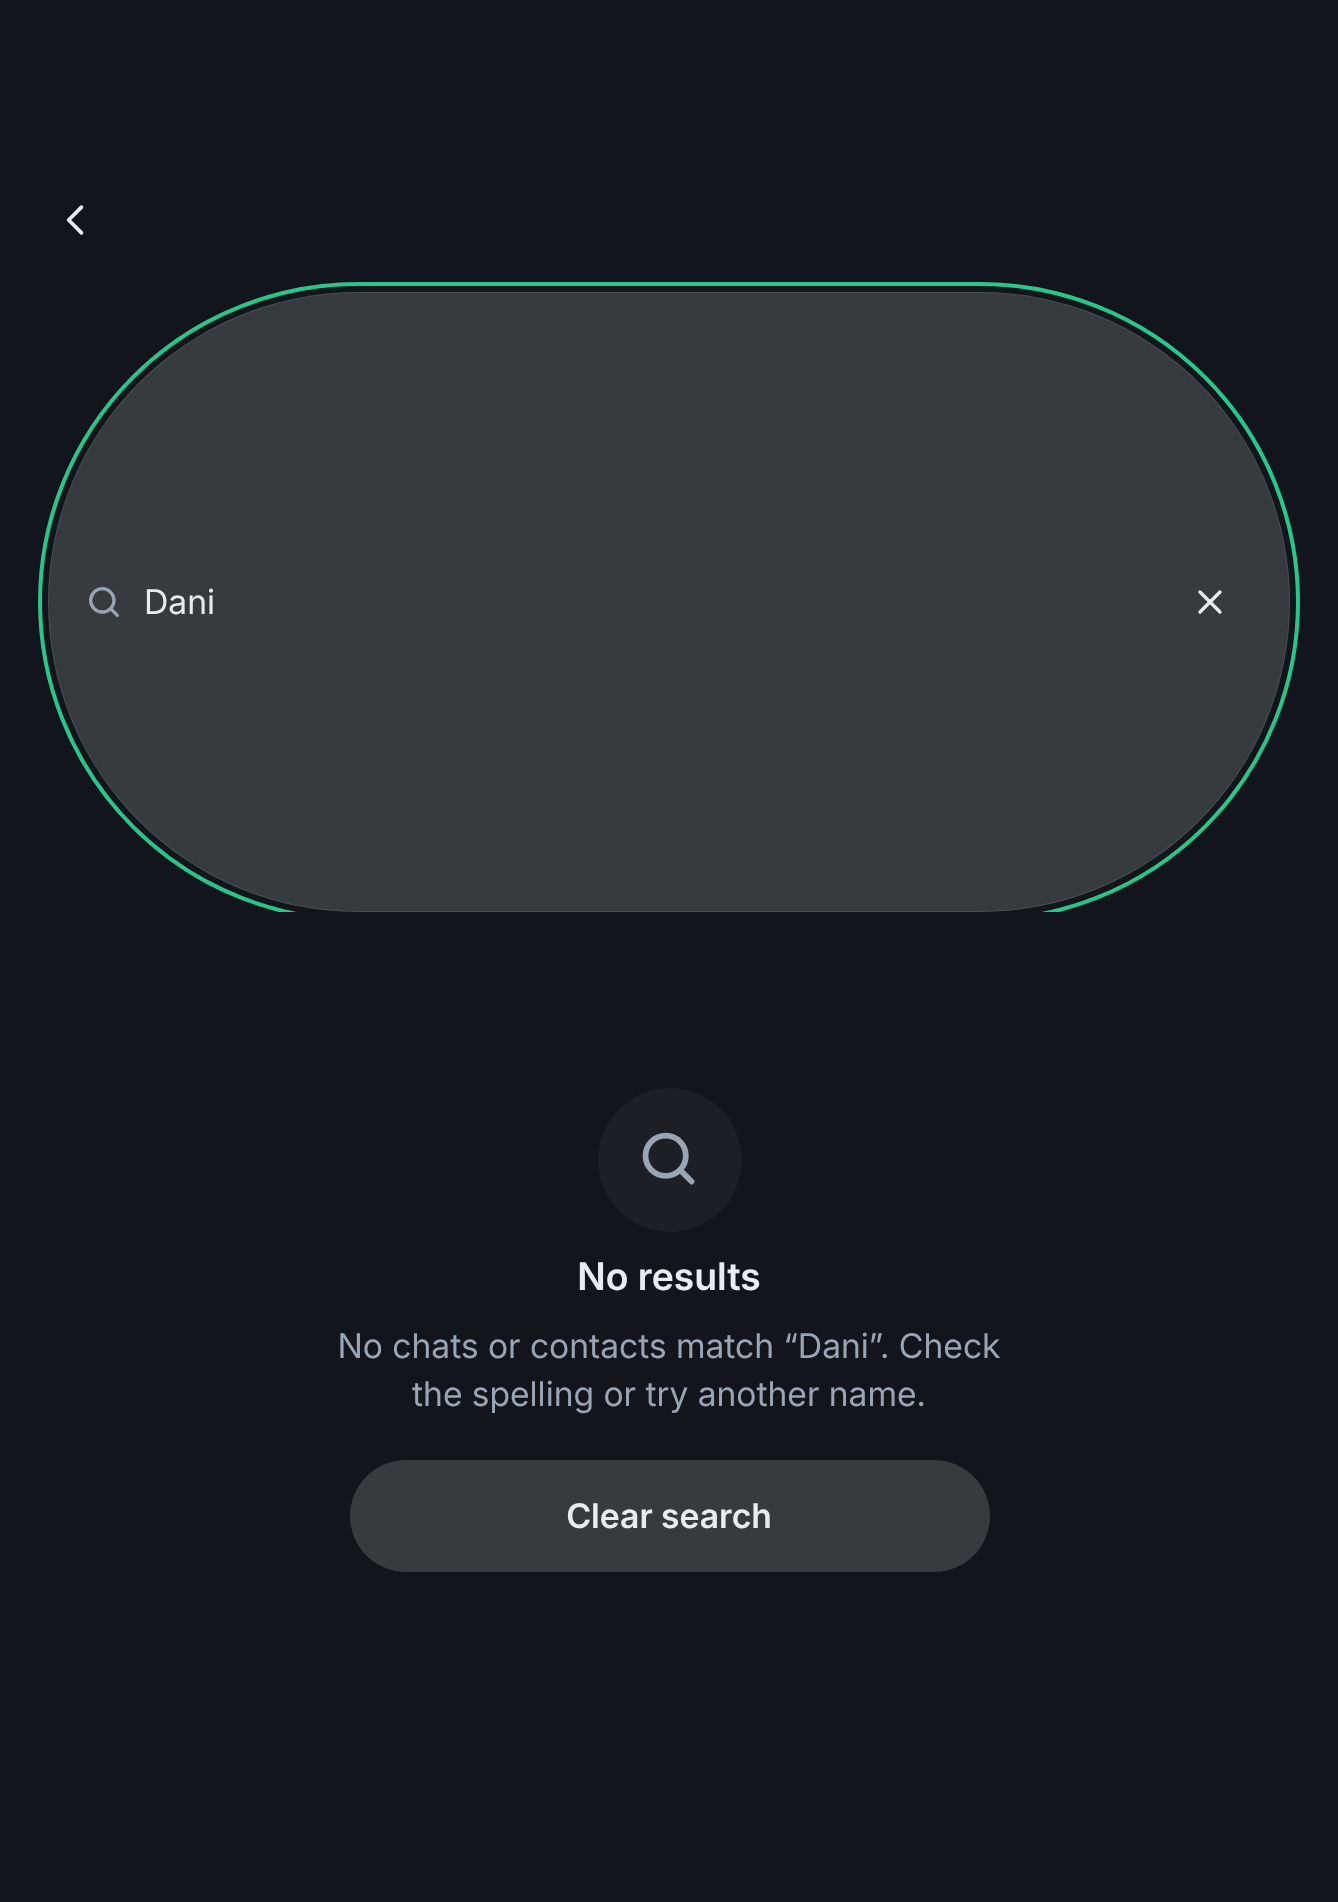 Dani
No results
No chats or contacts match “Dani”. Check
the spelling or try another name.
Clear search